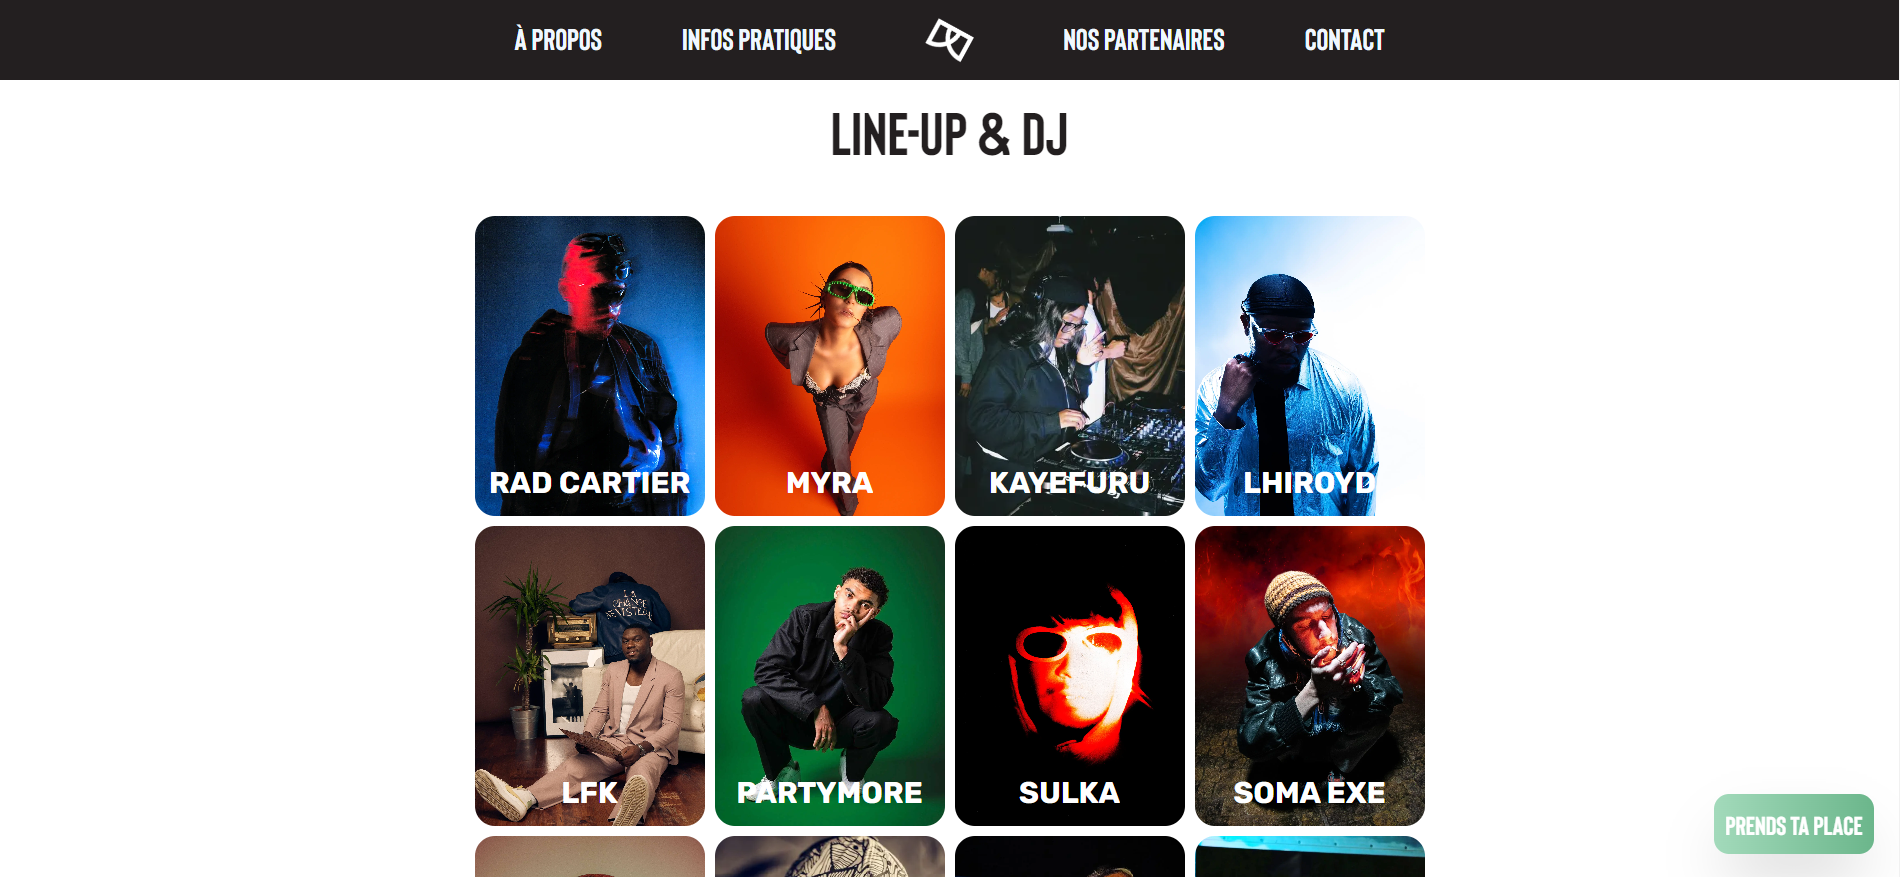 À PROPOS
INFOS PRATIQUES
NOS PARTENAIRES
CONTACT
LINE-UP & DJ
RAD CARTIER
MYRA
KAYEFURU
LHIROYD
LFK
PARTYMORE
SULKA
SOMA EXE
PRENDS TA PLACE